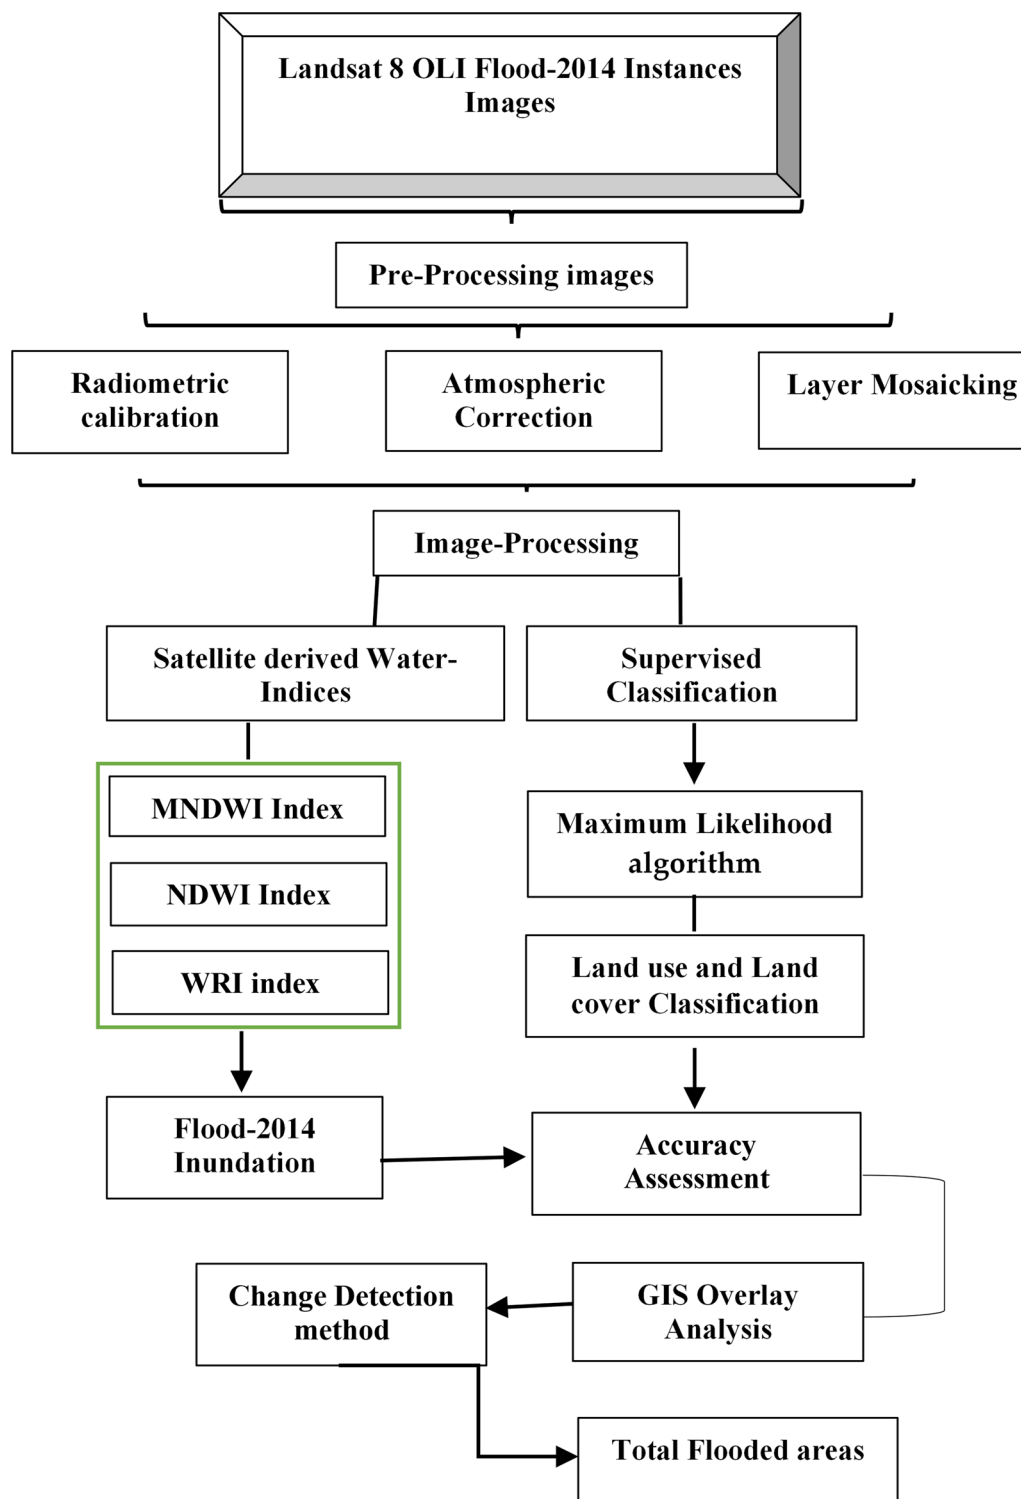 Landsat 8 OLI Flood-2014 Instances
Images
Pre-Processing images
Radiometric
calibration
Atmospheric
Correction
Layer Mosaicking
Image-Processing
Satellite derived Water-
Indices
Supervised
Classification
MNDWI Index
NDWI Index
WRI index
Maximum Likelihood
algorithm
Land use and Land
cover Classification
Flood-2014
Inundation
Accuracy
Assessment
Change Detection
method
GIS Overlay
Analysis
Total Flooded areas